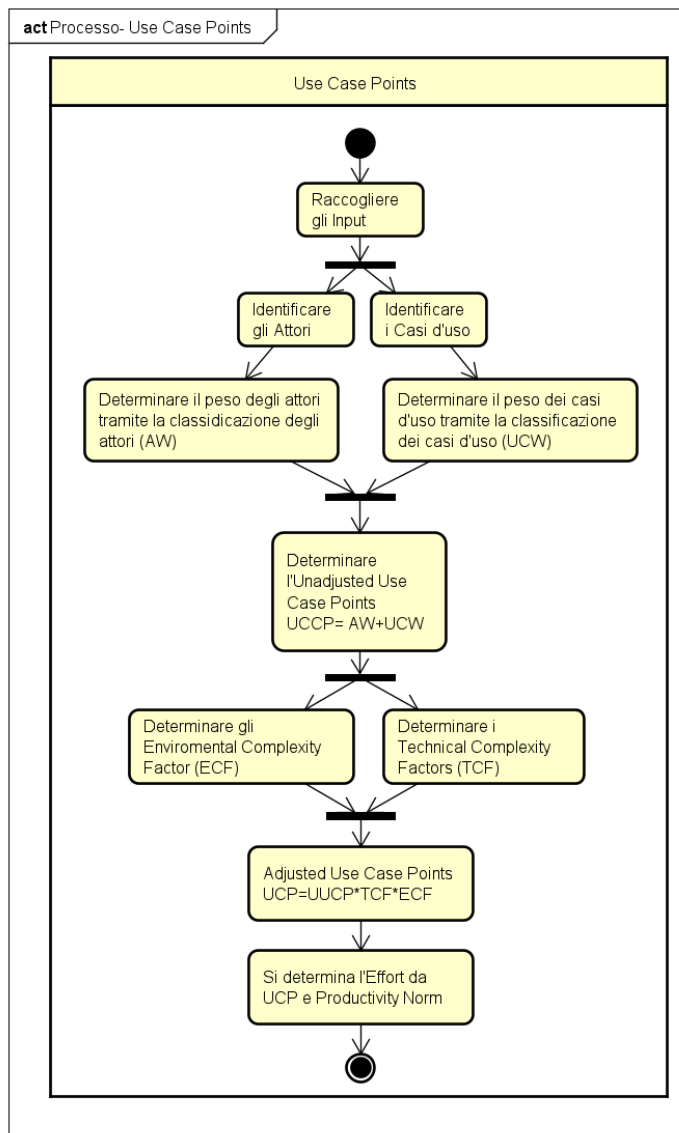 act Processo- Use Case Points
Use Case Points
Raccogliere
gli Input
Identificare
gli Attori
Identificare
i Casi d'uso
Determinare il peso degli attori
tramite la classidicazione degli
attori (AW)
Determinare il peso dei casi
d'uso tramite la classificazione
dei casi d'uso (UCW)
Determinare
l'Unadjusted Use
Case Points
UCCP= AW+UCW
Determinare gli
Enviromental Complexity
Factor (ECF)
Determinare i
Technical Complexity
Factors (TCF)
Adjusted Use Case Points
UCP=UUCP*TCF*ECF
Si determina l'Effort da
UCP e Productivity Norm